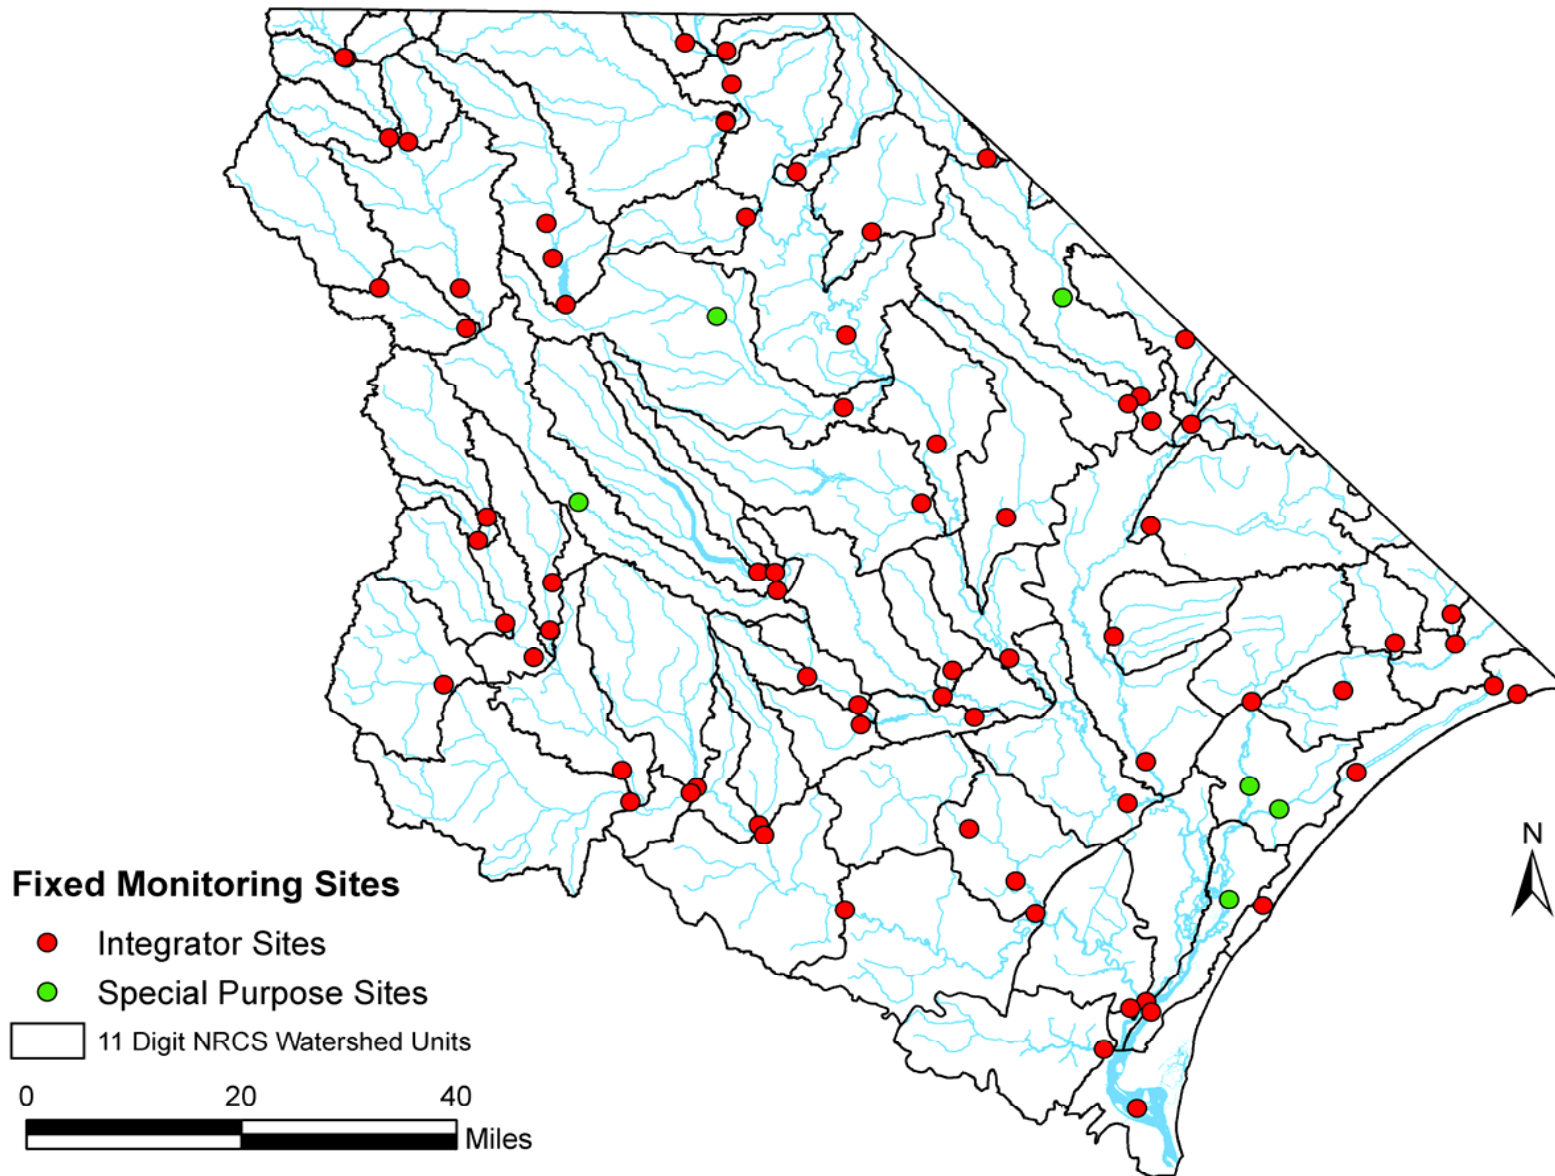 N
Fixed Monitoring Sites
Integrator Sites
Special Purpose Sites
11 Digit NRCS Watershed Units
0 20 40
Miles